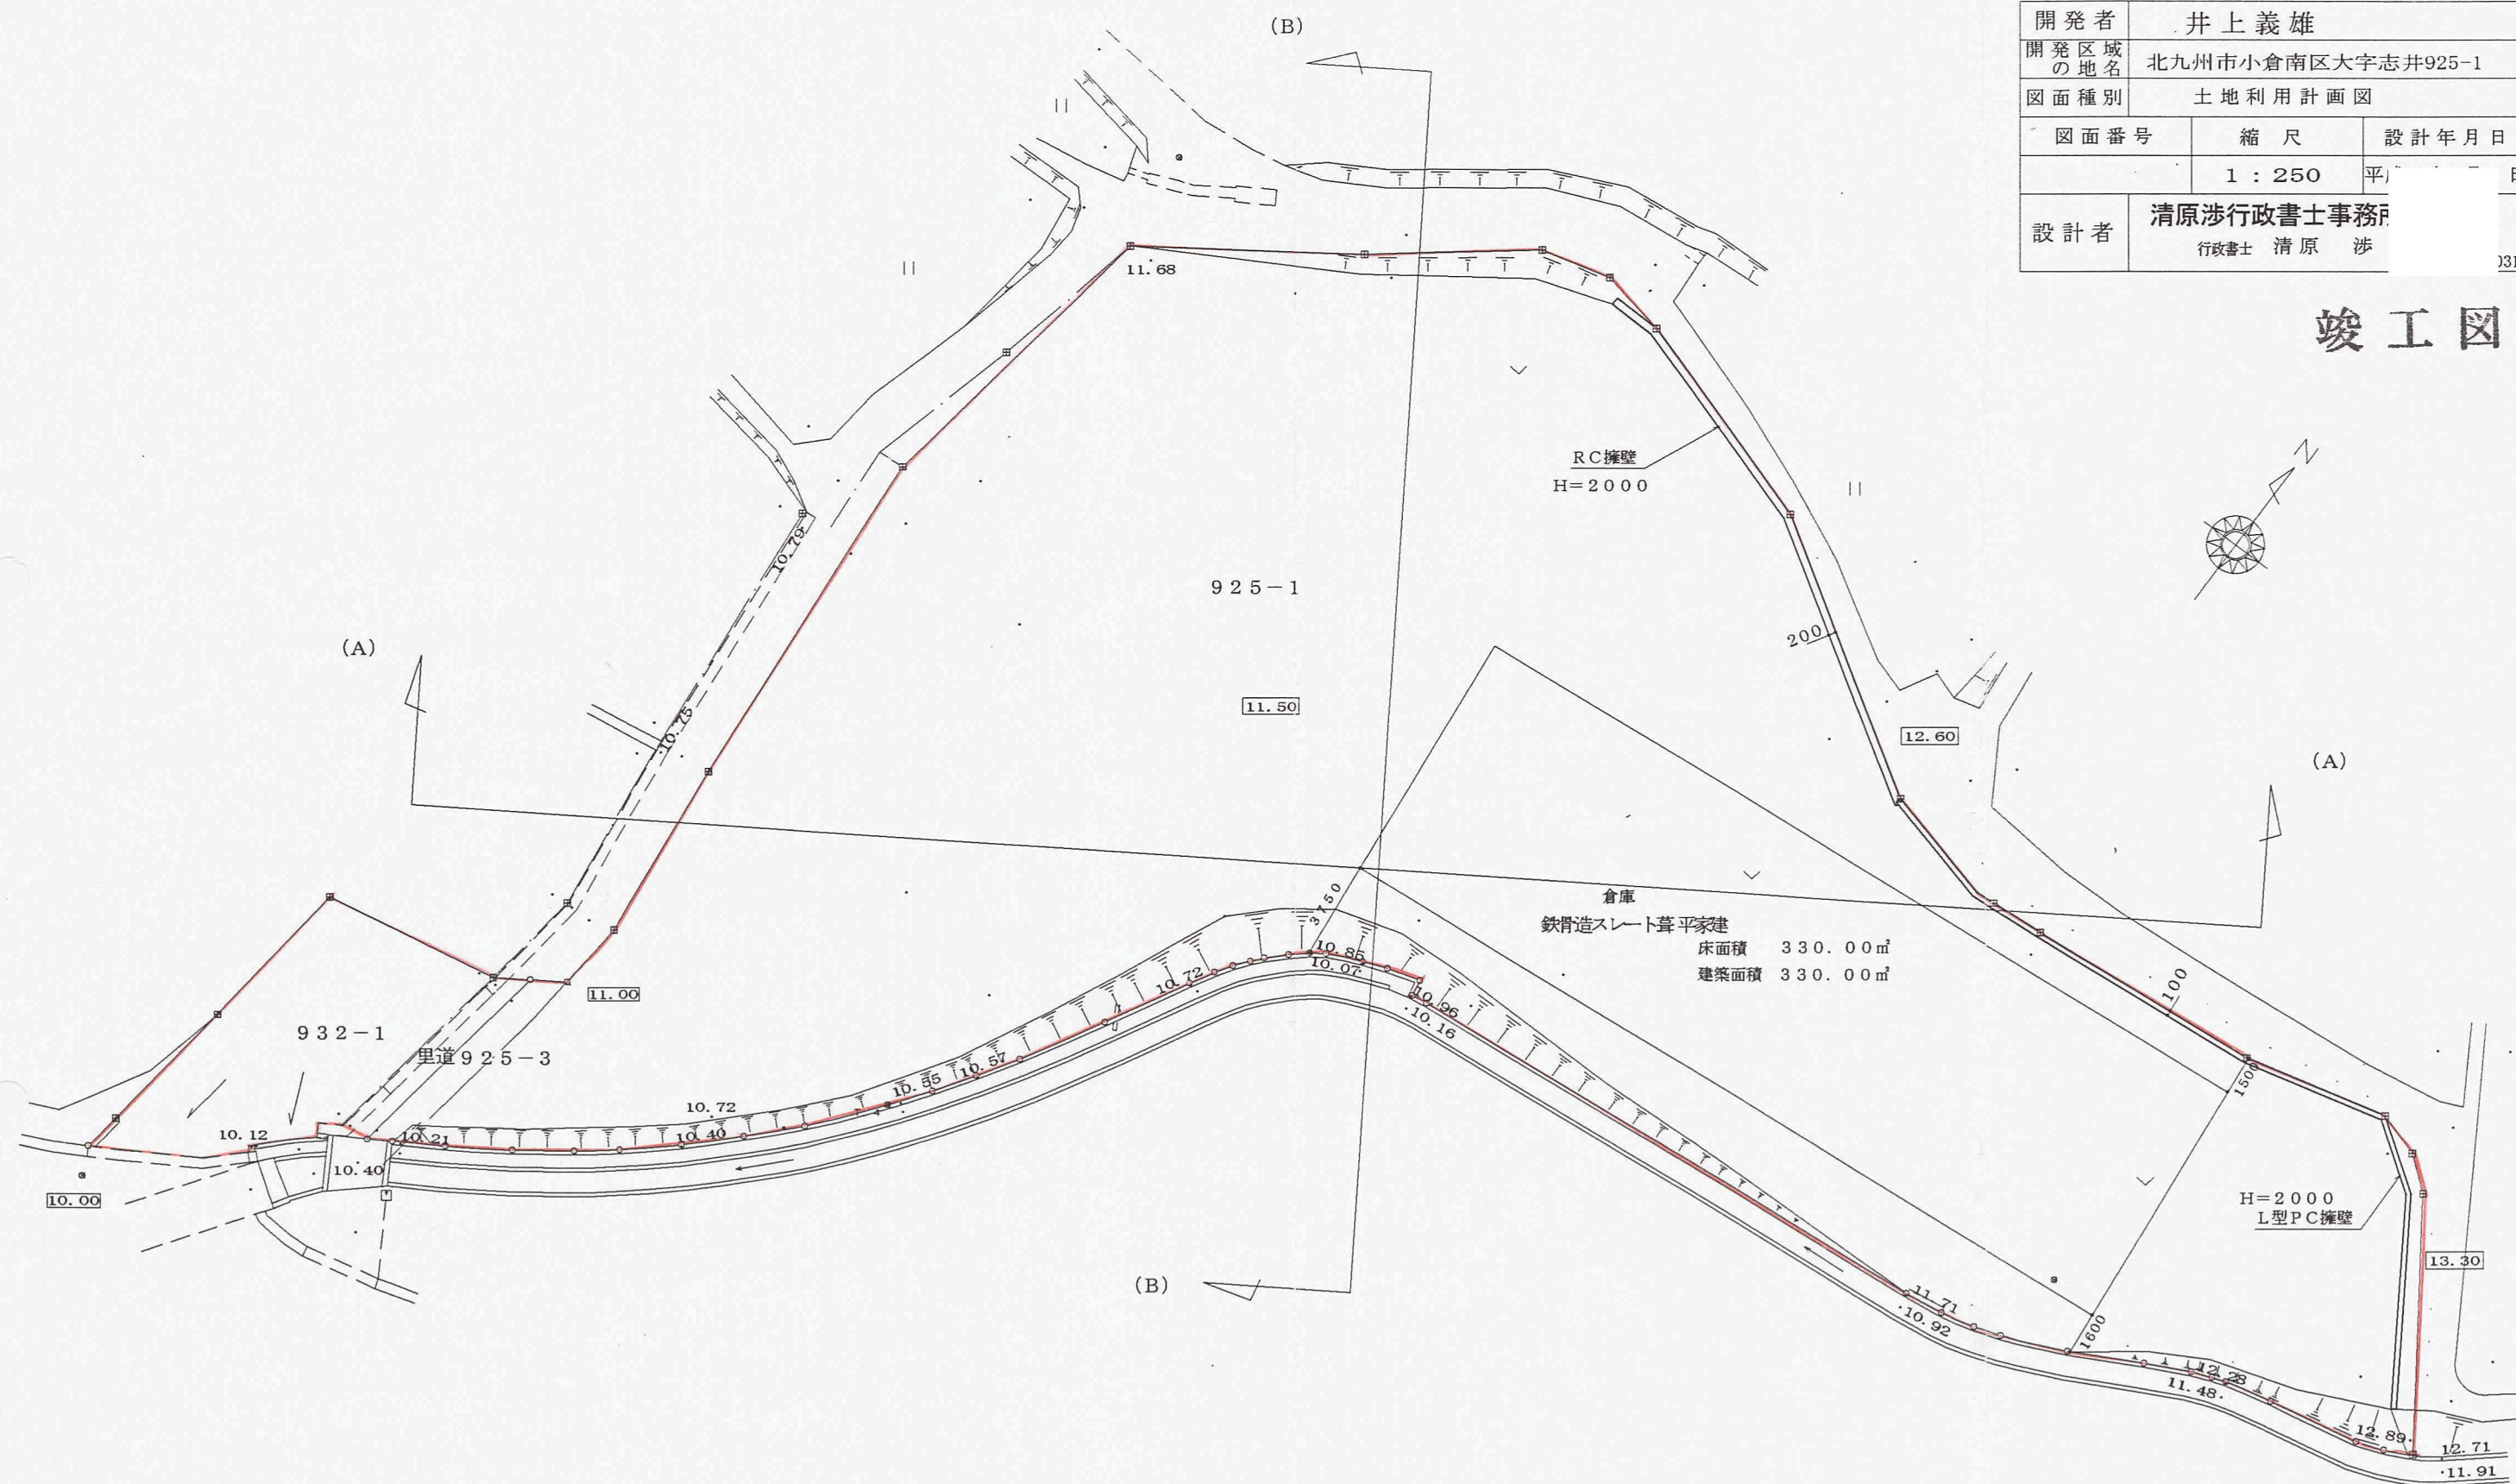 開発者 井上義雄
開発区域の地名 北九州市小倉南区大字志井925-1
図面種別 土地利用計画図
図面番号 縮尺 設計年月日
1:250 平
設計者 清原渉行政書士事務所
行政書士 清原 渉
031
竣工図
(B)
11.68
RC擁壁
H=2000
N
925-1
10.79
200
(A)
11.50
10.75
12.60
(A)
3750
倉庫
鉄骨造スレート葺平家建
床面積 330.00㎡
建築面積 330.00㎡
10.85
10.07
10.72
11.00
10.96
10.16
100
932-1
里道925-3
10.57
10.55
1500
10.72
10.12
10.21
10.40
10.40
10.00
H=2000
L型PC擁壁
13.30
(B)
11.71
10.92
1600
12.28
11.48
12.89
12.71
11.91